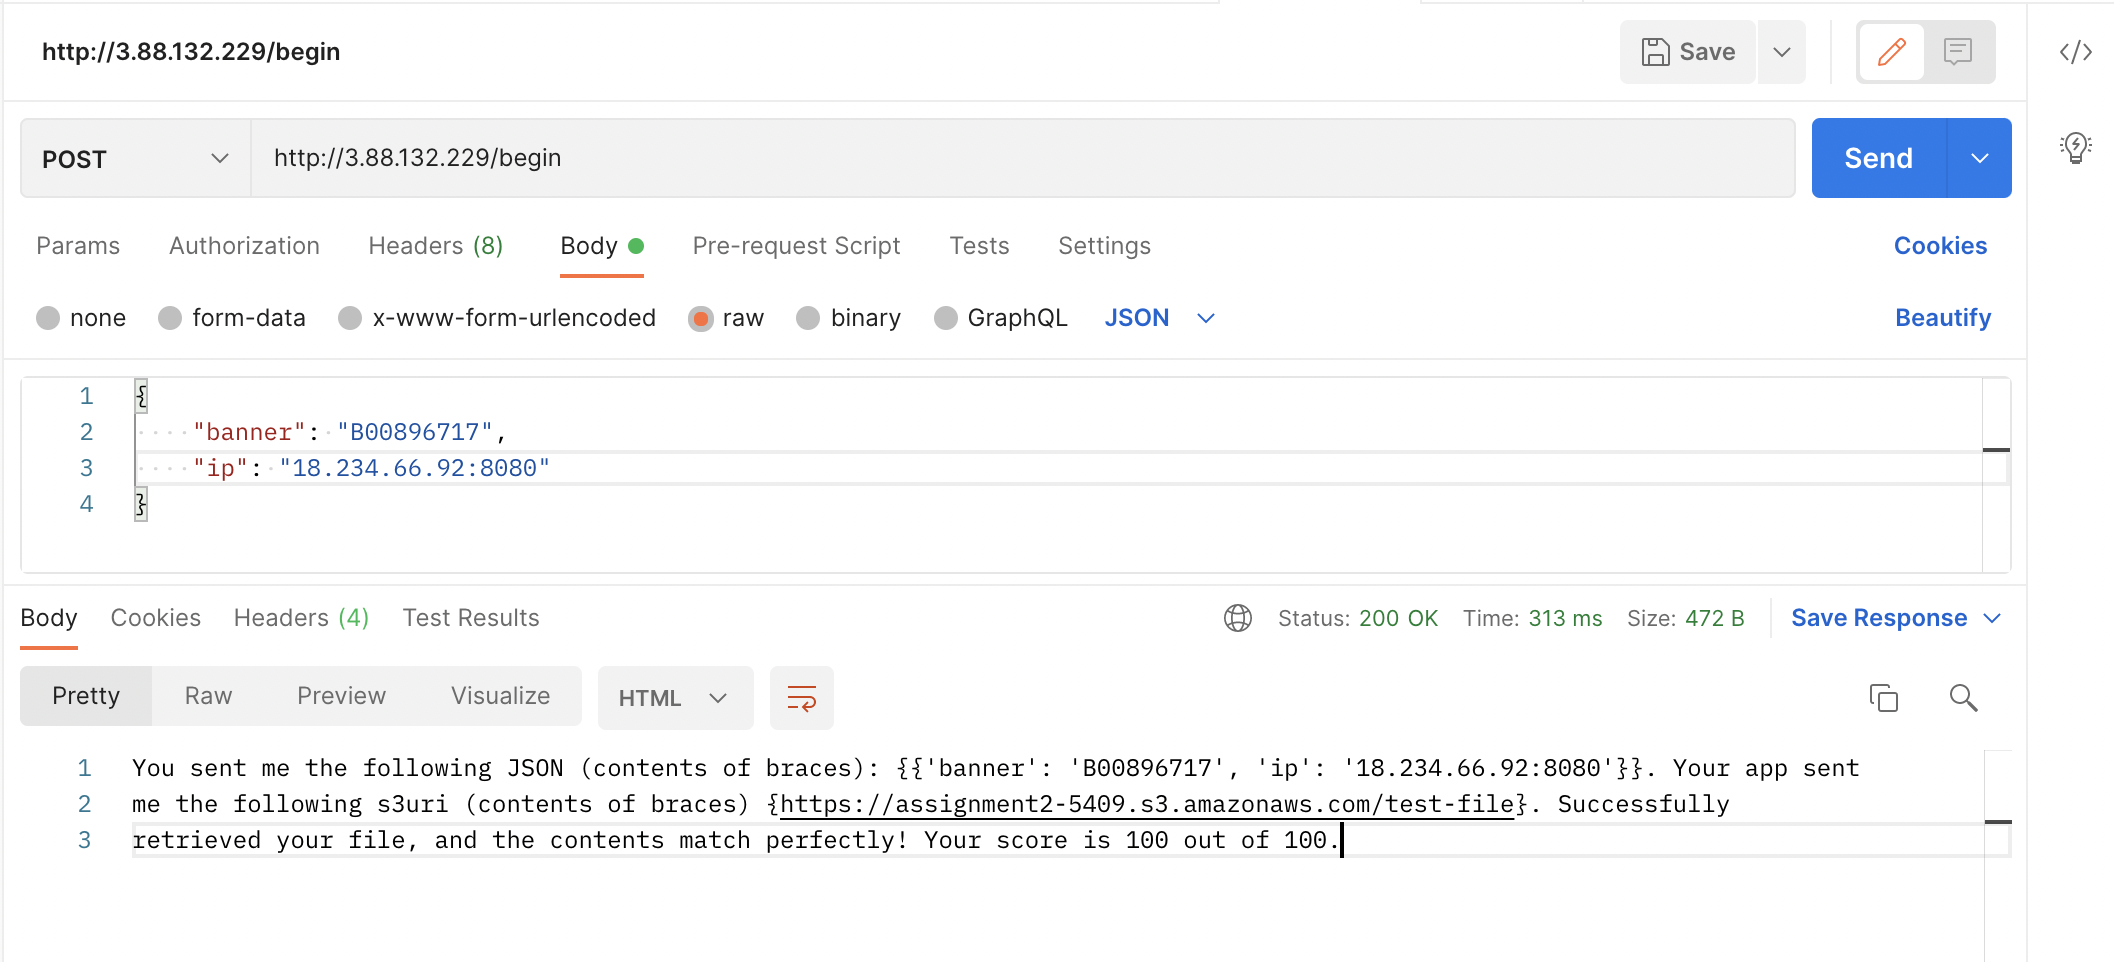 http://3.88.132.229/begin
Save
POST
http://3.88.132.229/begin
Send
Params Authorization Headers (8) Body Pre-request Script Tests Settings Cookies
none form-data x-www-form-urlencoded raw binary GraphQL JSON Beautify
1 {
2 "banner": "B00896717",
3 "ip": "18.234.66.92:8080"
4 }
Body Cookies Headers (4) Test Results Status: 200 OK Time: 313 ms Size: 472 B Save Response
Pretty Raw Preview Visualize HTML
1 You sent me the following JSON (contents of braces): {{'banner': 'B00896717', 'ip': '18.234.66.92:8080'}}. Your app sent
2 me the following s3uri (contents of braces) {https://assignment2-5409.s3.amazonaws.com/test-file}. Successfully
3 retrieved your file, and the contents match perfectly! Your score is 100 out of 100.